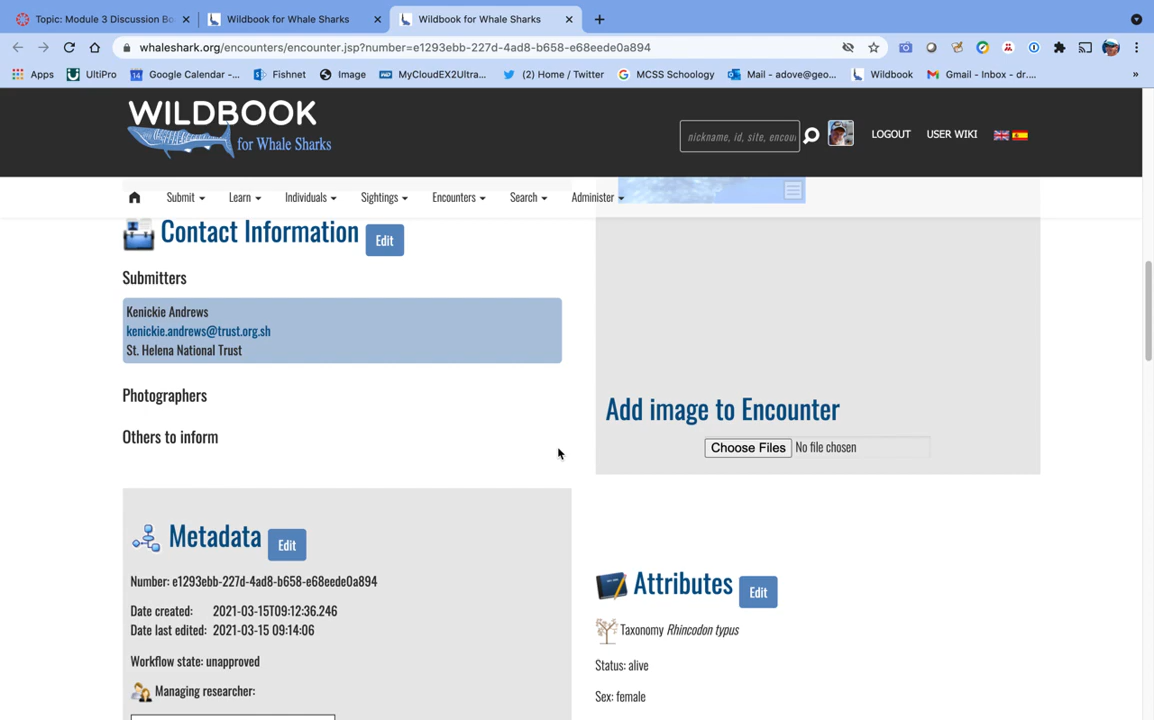 Topic: Module 3 Discussion Bo
Wildbook for Whale Sharks
Wildbook for Whale Sharks
whaleshark.org/encounters/encounter.jsp?number=e1293ebb-227d-4ad8-b658-e68eede0a894
Apps
UltiPro
Google Calendar -...
Fishnet
Image
MyCloudEX2Ultra...
(2) Home / Twitter
MCSS Schoology
Mail - adove@geo...
Wildbook
Gmail - Inbox - dr....
WILDBOOK
for Whale Sharks
nickname, id, site, encou
LOGOUT
USER WIKI
Submit
Learn
Individuals
Sightings
Encounters
Search
Administer
Contact Information
Edit
Submitters
Kenickie Andrews
kenickie.andrews@trust.org.sh
St. Helena National Trust
Photographers
Others to inform
Add image to Encounter
Choose Files No file chosen
Metadata
Edit
Number: e1293ebb-227d-4ad8-b658-e68eede0a894
Date created: 2021-03-15T09:12:36.246
Date last edited: 2021-03-15 09:14:06
Workflow state: unapproved
Managing researcher:
Attributes
Edit
Taxonomy Rhincodon typus
Status: alive
Sex: female